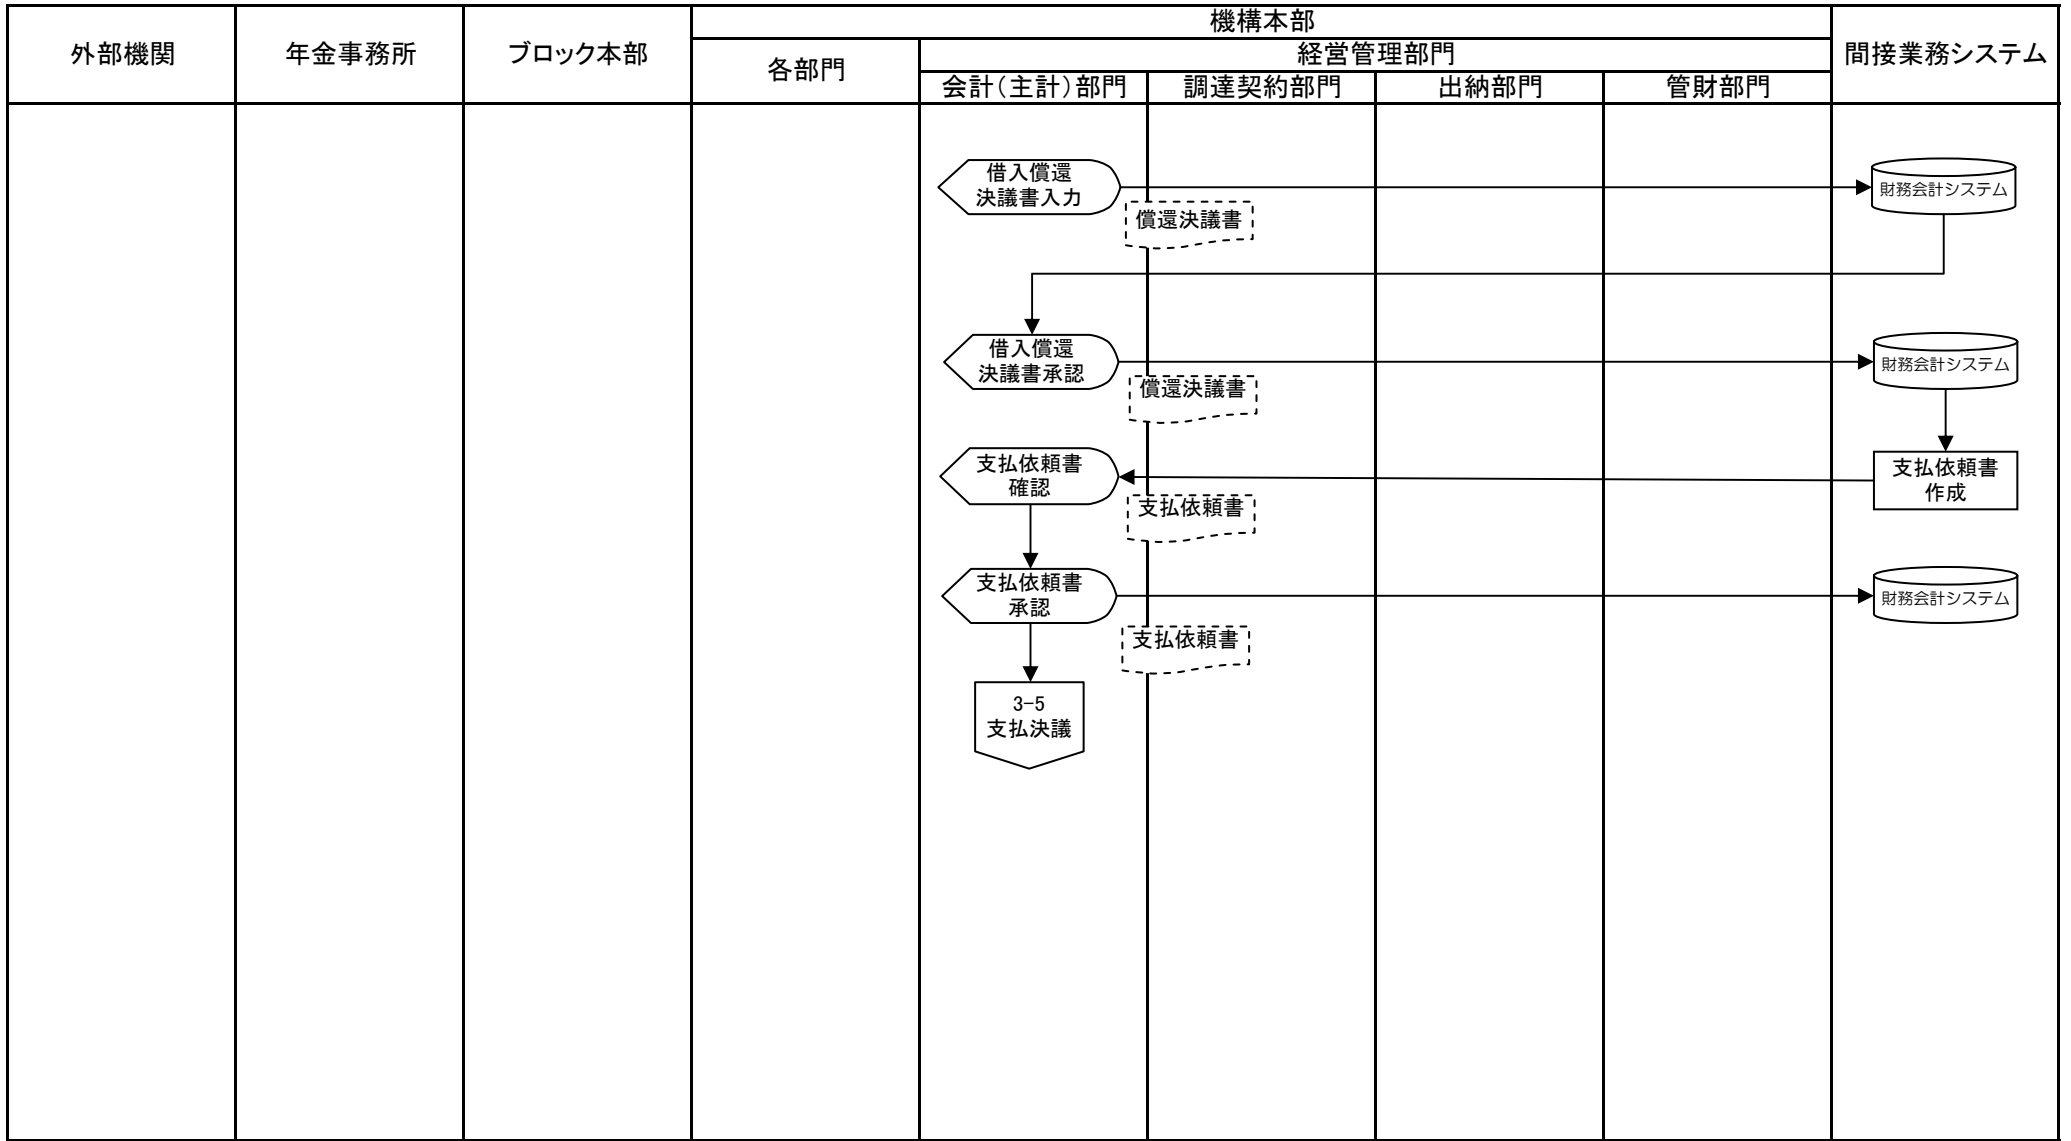 外部機関
年金事務所
ブロック本部
機構本部
各部門
経営管理部門
会計（主計）部門
調達契約部門
出納部門
管財部門
間接業務システム
借入償還
決議書入力
償還決議書
財務会計システム
借入償還
決議書承認
償還決議書
財務会計システム
支払依頼書
確認
支払依頼書
支払依頼書
作成
支払依頼書
承認
支払依頼書
財務会計システム
3-5
支払決議